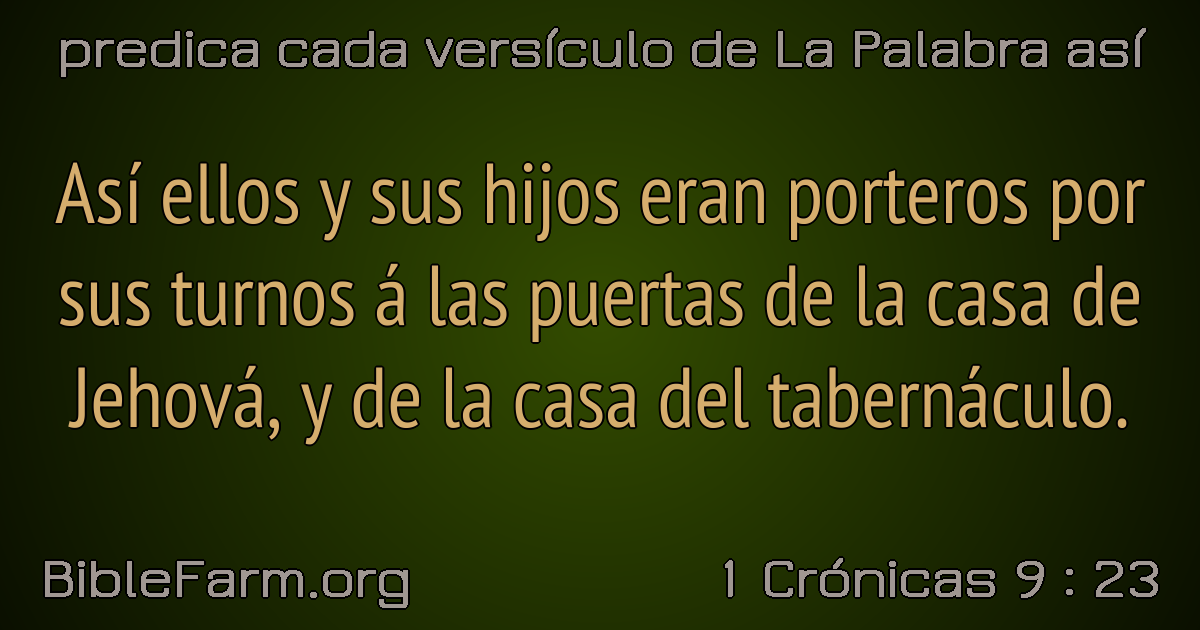 predica cada versículo de La Palabra así
Así ellos y sus hijos eran porteros por
sus turnos á las puertas de la casa de
Jehová, y de la casa del tabernáculo.
BibleFarm.org
1 Crónicas 9 : 23